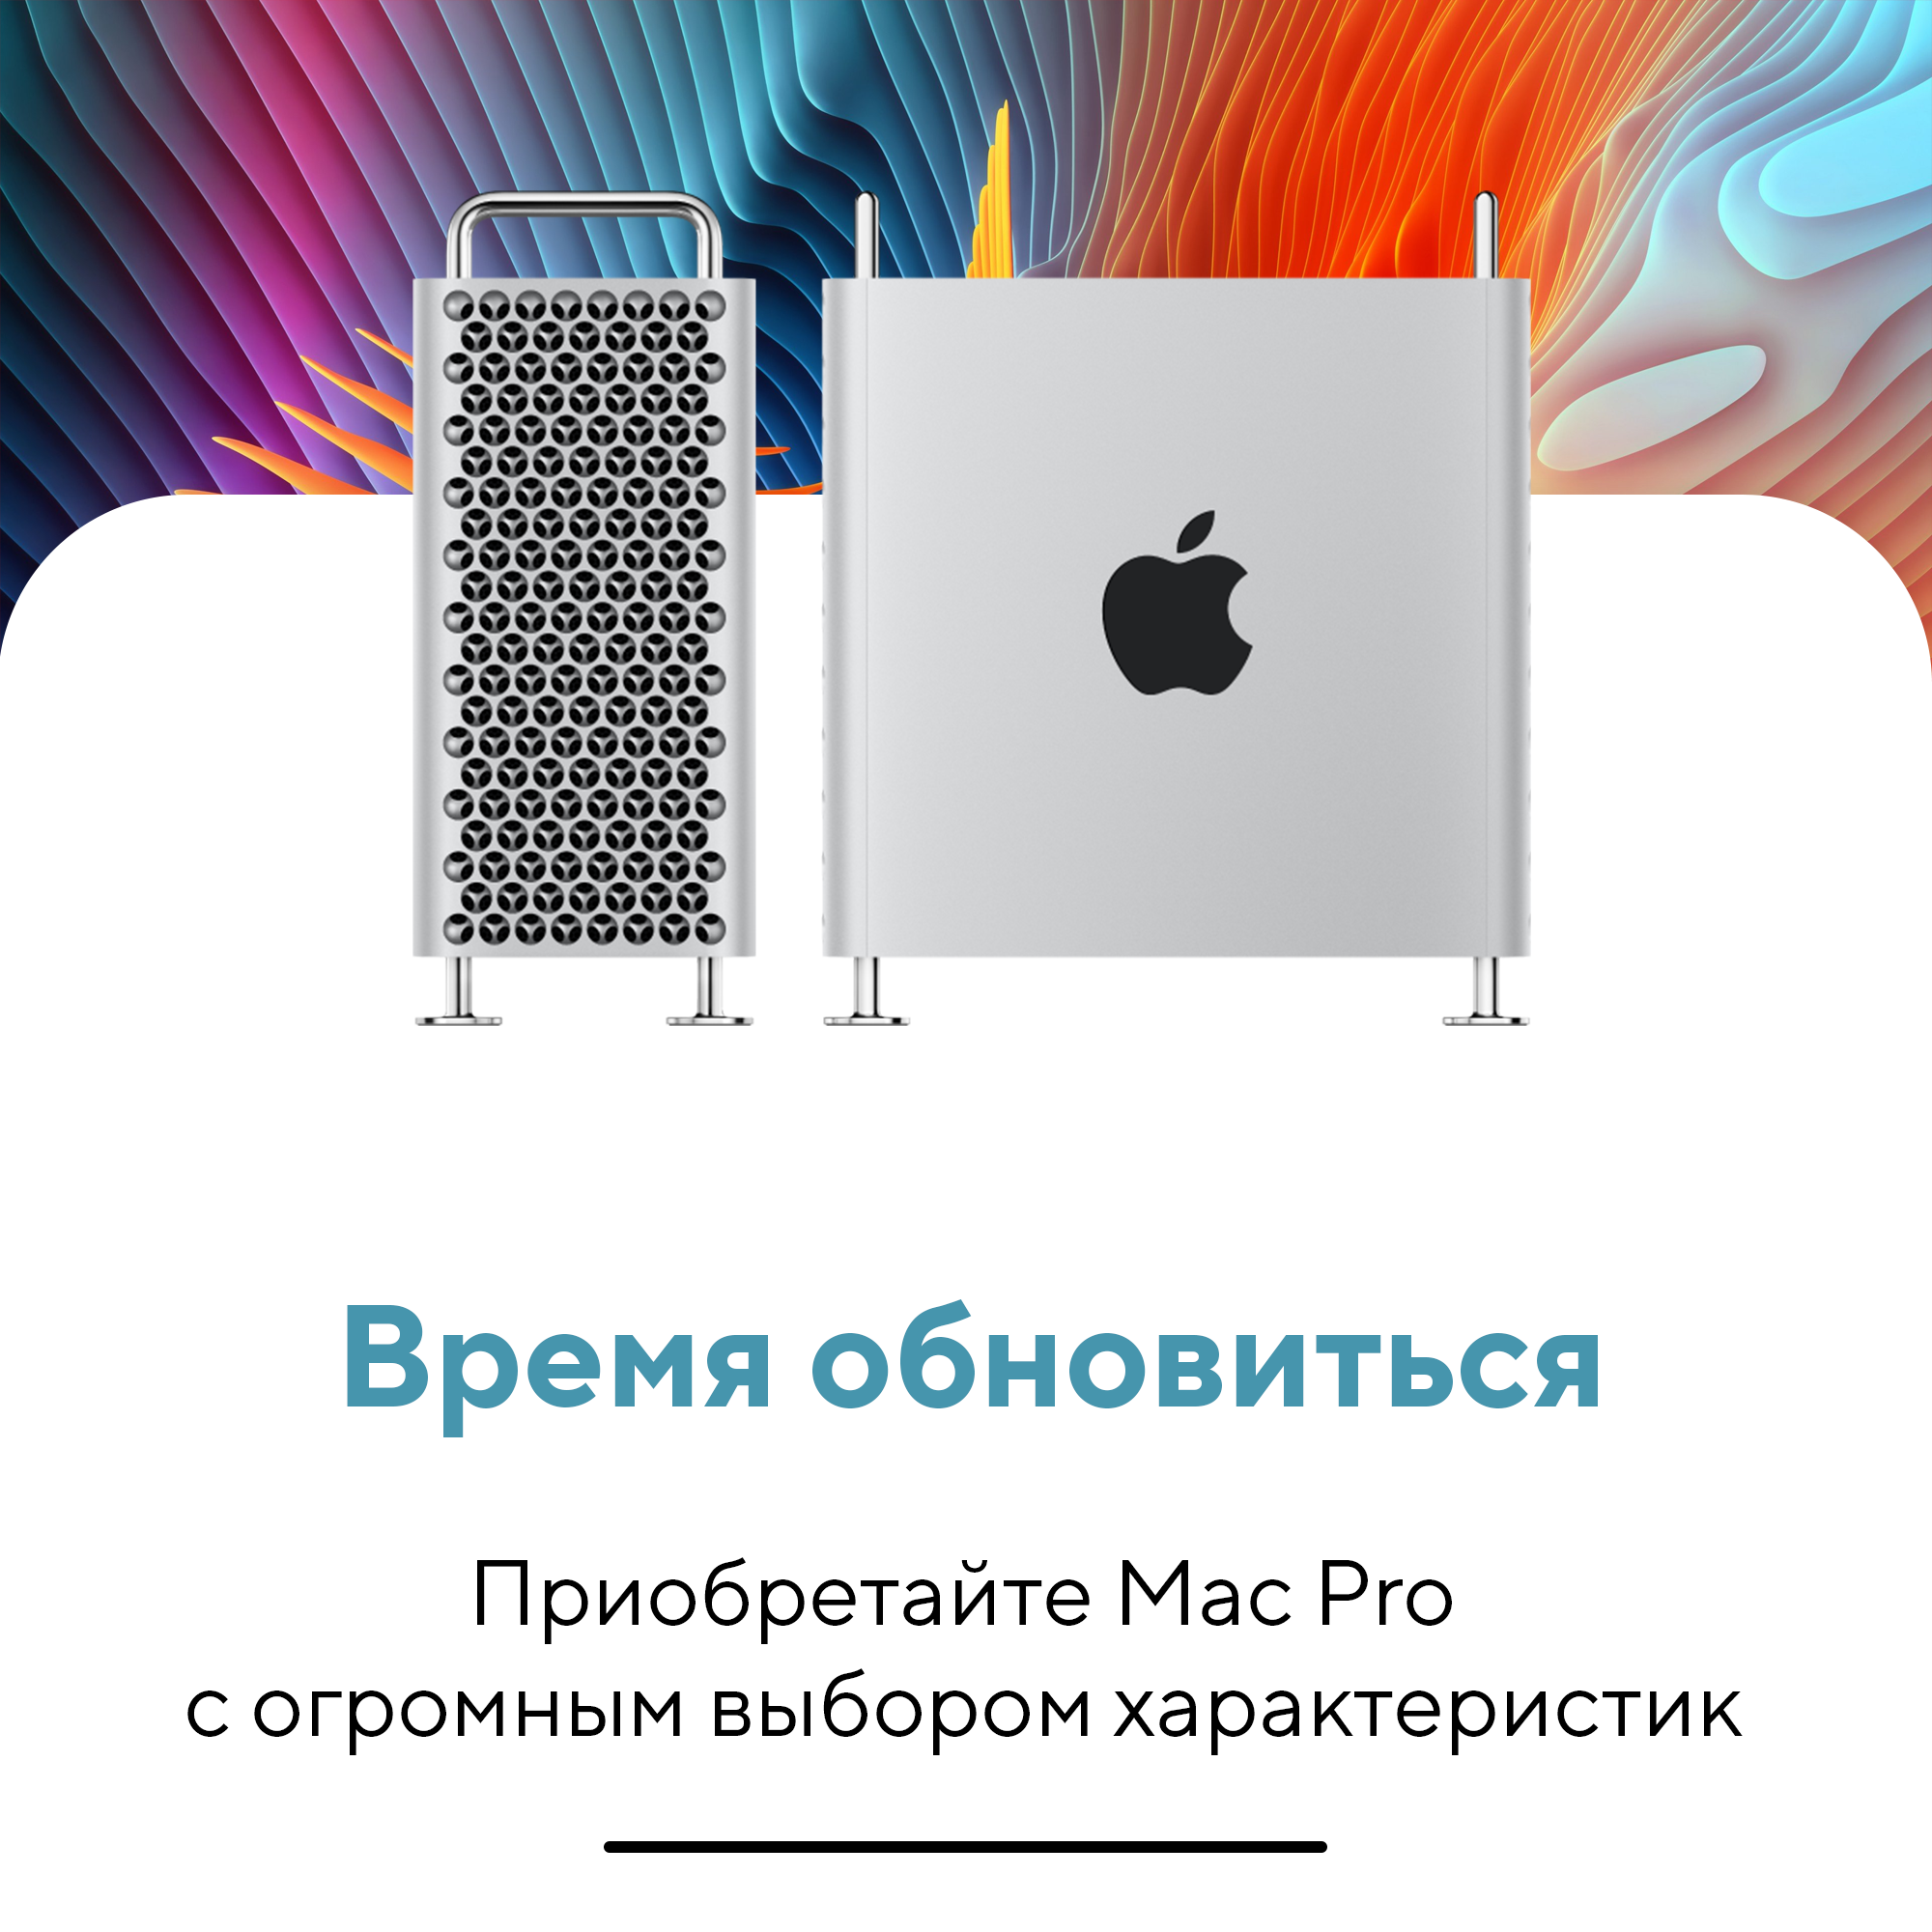 Время обновиться
Приобретайте Mac Pro
с огромным выбором характеристик